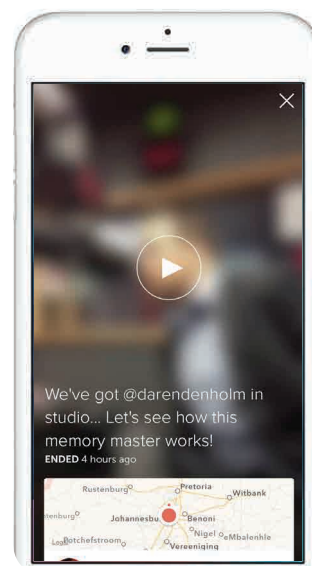 We've got @darendenholm in
studio... Let's see how this
memory master works!
ENDED 4 hours ago
Rustenburg
Pretoria
Witbank
Johannesbu
Benoni
Nigel
eMbalenhle
Potchefstroom
Vereeniging